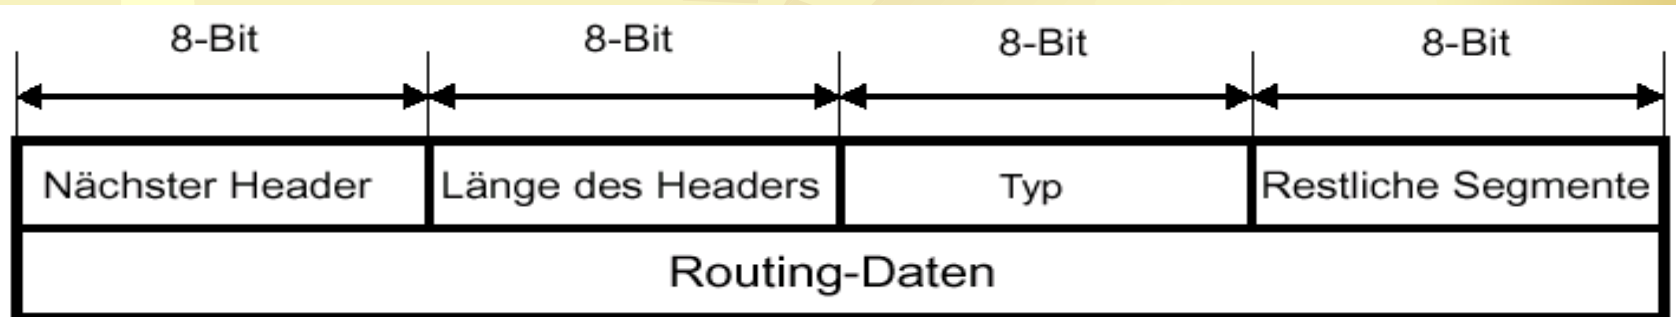 8-Bit 8-Bit 8-Bit 8-Bit
Nächster Header Länge des Headers Typ Restliche Segmente
Routing-Daten